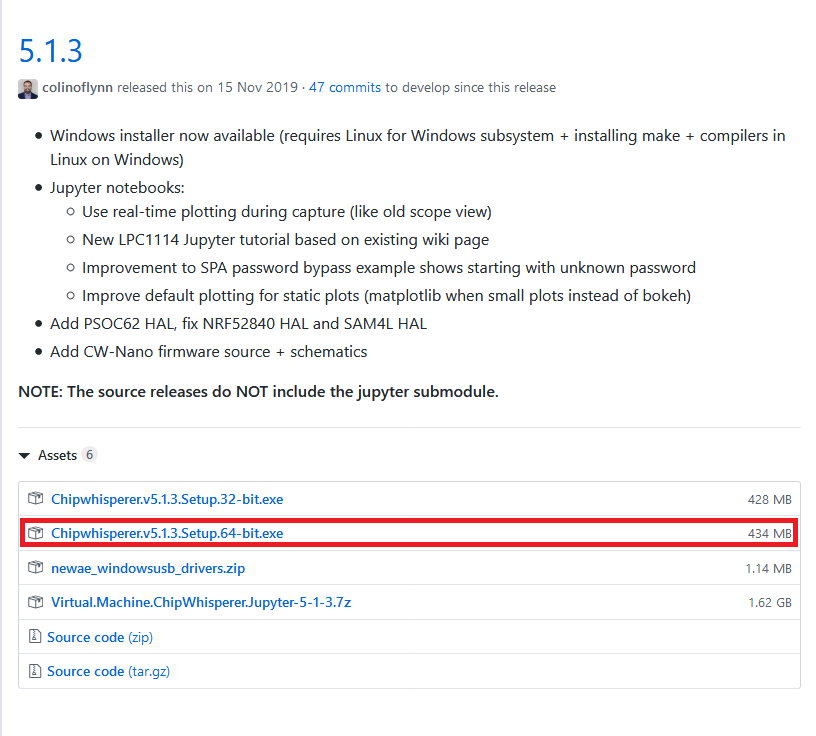 5.1.3
colinoflynn released this on 15 Nov 2019 · 47 commits to develop since this release
• Windows installer now available (requires Linux for Windows subsystem + installing make + compilers in
Linux on Windows)
• Jupyter notebooks:
○ Use real-time plotting during capture (like old scope view)
○ New LPC1114 Jupyter tutorial based on existing wiki page
○ Improvement to SPA password bypass example shows starting with unknown password
○ Improve default plotting for static plots (matplotlib when small plots instead of bokeh)
• Add PSOC62 HAL, fix NRF52840 HAL and SAM4L HAL
• Add CW-Nano firmware source + schematics
NOTE: The source releases do NOT include the jupyter submodule.
Assets 6
Chipwhisperer.v5.1.3.Setup.32-bit.exe 428 MB
Chipwhisperer.v5.1.3.Setup.64-bit.exe 434 MB
newae_windowsusb_drivers.zip 1.14 MB
Virtual.Machine.ChipWhisperer.Jupyter-5-1-3.7z 1.62 GB
Source code (zip)
Source code (tar.gz)